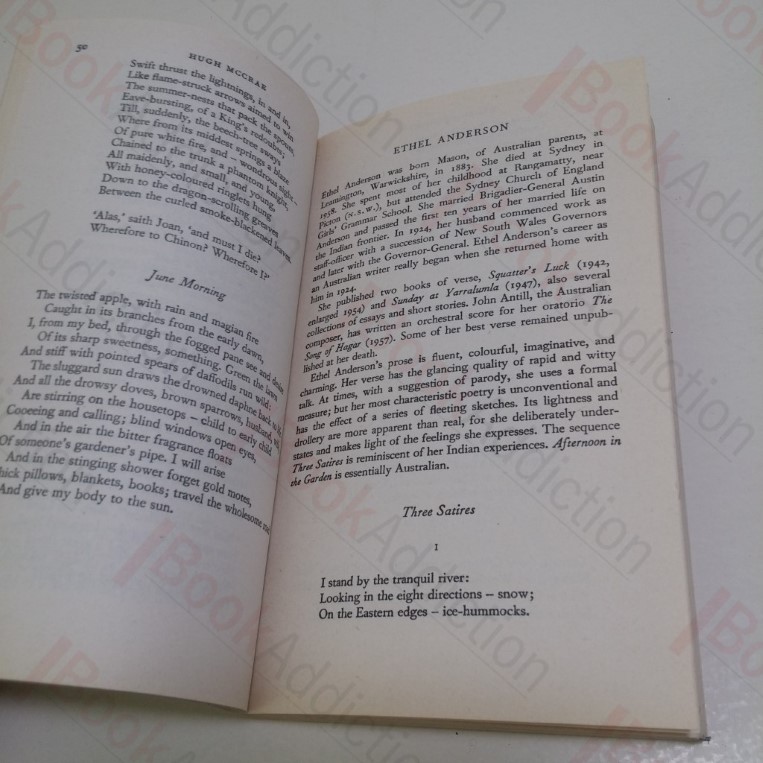 50
HUGH MCCRAE
Swift thrust the lightnings, in and in,
Like flame-struck arrows aimed to win
The summer-nests that pack the spouts
Eave-bursting, of a King's redoubts;
Till, suddenly, the beech-tree sways
Where from its middest springs a blaze
Of pure white fire, and – wondrous sight –
Chained to the trunk a phantom knight,
All maidenly, and small, and young,
With honey-coloured ringlets hung
Down to the dragon-scrolling greaves
Between the curled smoke-blackened leaves.
'Alas,' saith Joan, 'and must I die?
Wherefore to Chinon? Wherefore I?'
June Morning
The twisted apple, with rain and magian fire
Caught in its branches from the early dawn,
I, from my bed, through the fogged pane see and desire
Of its sharp sweetness, something. Green the lawn
And stiff with pointed spears of daffodils run wild:
The sluggard sun draws the drowned daphne back to
And all the drowsy doves, brown sparrows, husband,
Are stirring on the housetops – child to early child
Cooeeing and calling; blind windows open eyes,
And in the air the bitter fragrance floats
Of someone's gardener's pipe. I will arise
And in the stinging shower forget gold motes,
hick pillows, blankets, books; travel the wholesome
And give my body to the sun.
ETHEL ANDERSON
Ethel Anderson was born Mason, of Australian parents, at
Leamington, Warwickshire, in 1883. She died at Sydney in
1958. She spent most of her childhood at Rangamatty, near
Picton (N.S.W.), but attended the Sydney Church of England
Girls' Grammar School. She married Brigadier-General Austin
Anderson and passed the first ten years of her married life on
the Indian frontier. In 1924, her husband commenced work as
staff-officer with a succession of New South Wales Governors
and later with the Governor-General. Ethel Anderson's career as
an Australian writer really began when she returned home with
him in 1924.
She published two books of verse, Squatter's Luck (1942,
enlarged 1954) and Sunday at Yarralumla (1947), also several
collections of essays and short stories. John Antill, the Australian
composer, has written an orchestral score for her oratorio The
Song of Hagar (1957). Some of her best verse remained unpub-
lished at her death.
Ethel Anderson's prose is fluent, colourful, imaginative, and
charming. Her verse has the glancing quality of rapid and witty
talk. At times, with a suggestion of parody, she uses a formal
measure; but her most characteristic poetry is unconventional and
has the effect of a series of fleeting sketches. Its lightness and
drollery are more apparent than real, for she deliberately under-
states and makes light of the feelings she expresses. The sequence
Three Satires is reminiscent of her Indian experiences. Afternoon in
the Garden is essentially Australian.
Three Satires
I
I stand by the tranquil river:
Looking in the eight directions – snow;
On the Eastern edges – ice-hummocks.
BookAddiction